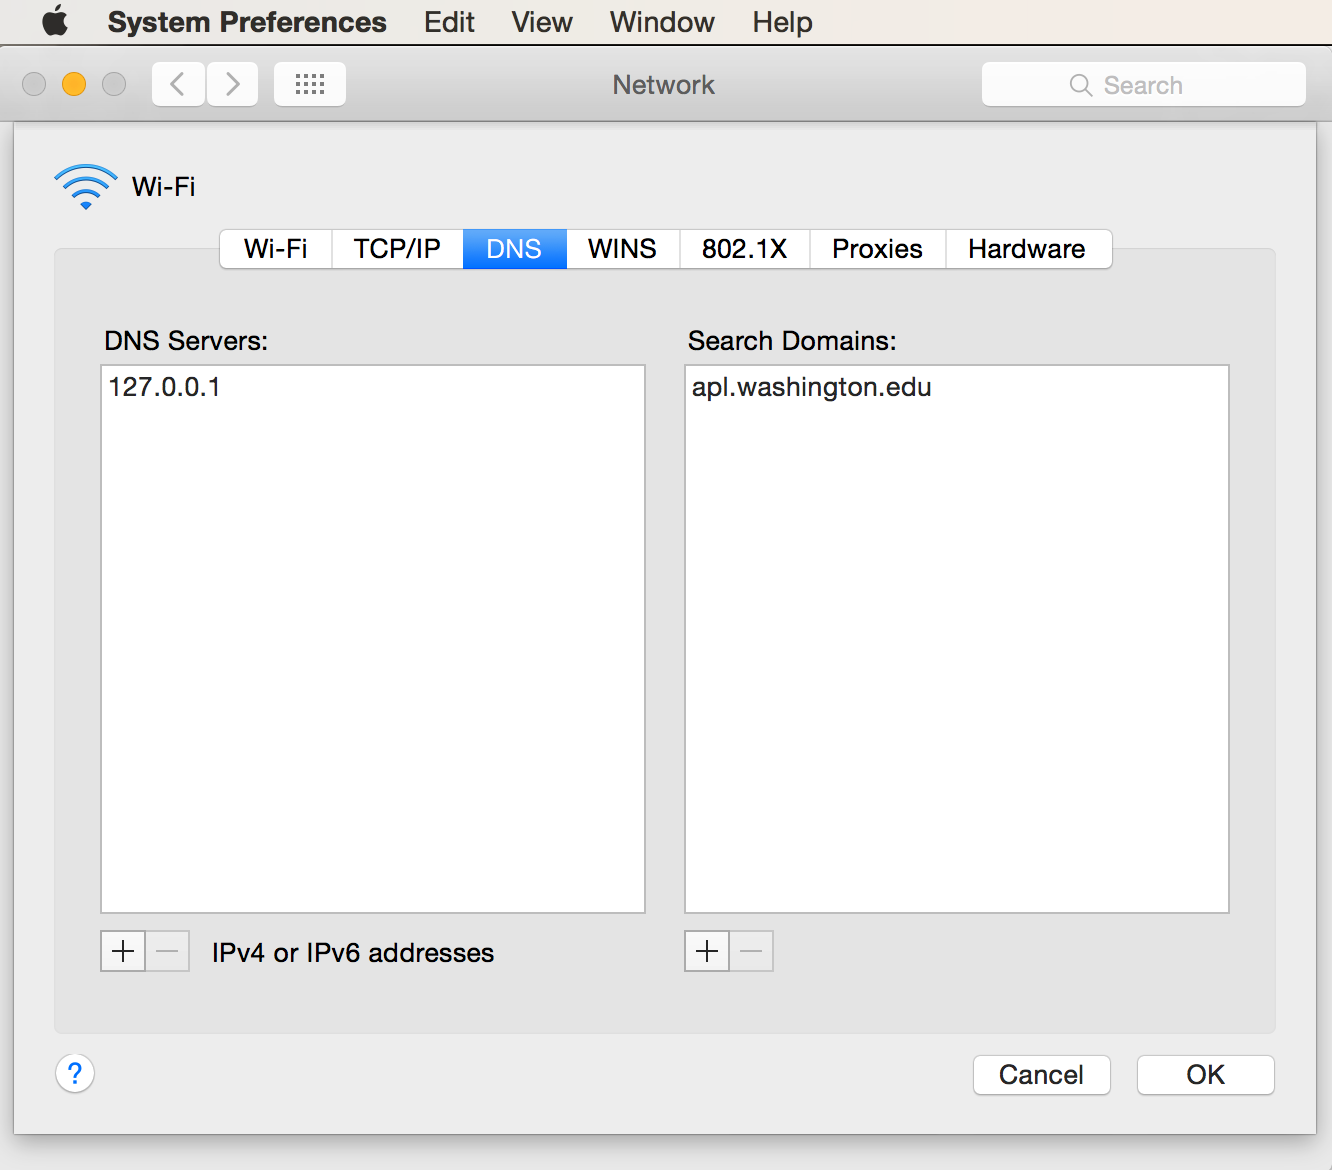 System Preferences Edit View Window Help
Network
Search
Wi-Fi
Wi-Fi TCP/IP DNS WINS 802.1X Proxies Hardware
DNS Servers: Search Domains:
127.0.0.1 apl.washington.edu
+ − IPv4 or IPv6 addresses + −
? Cancel OK